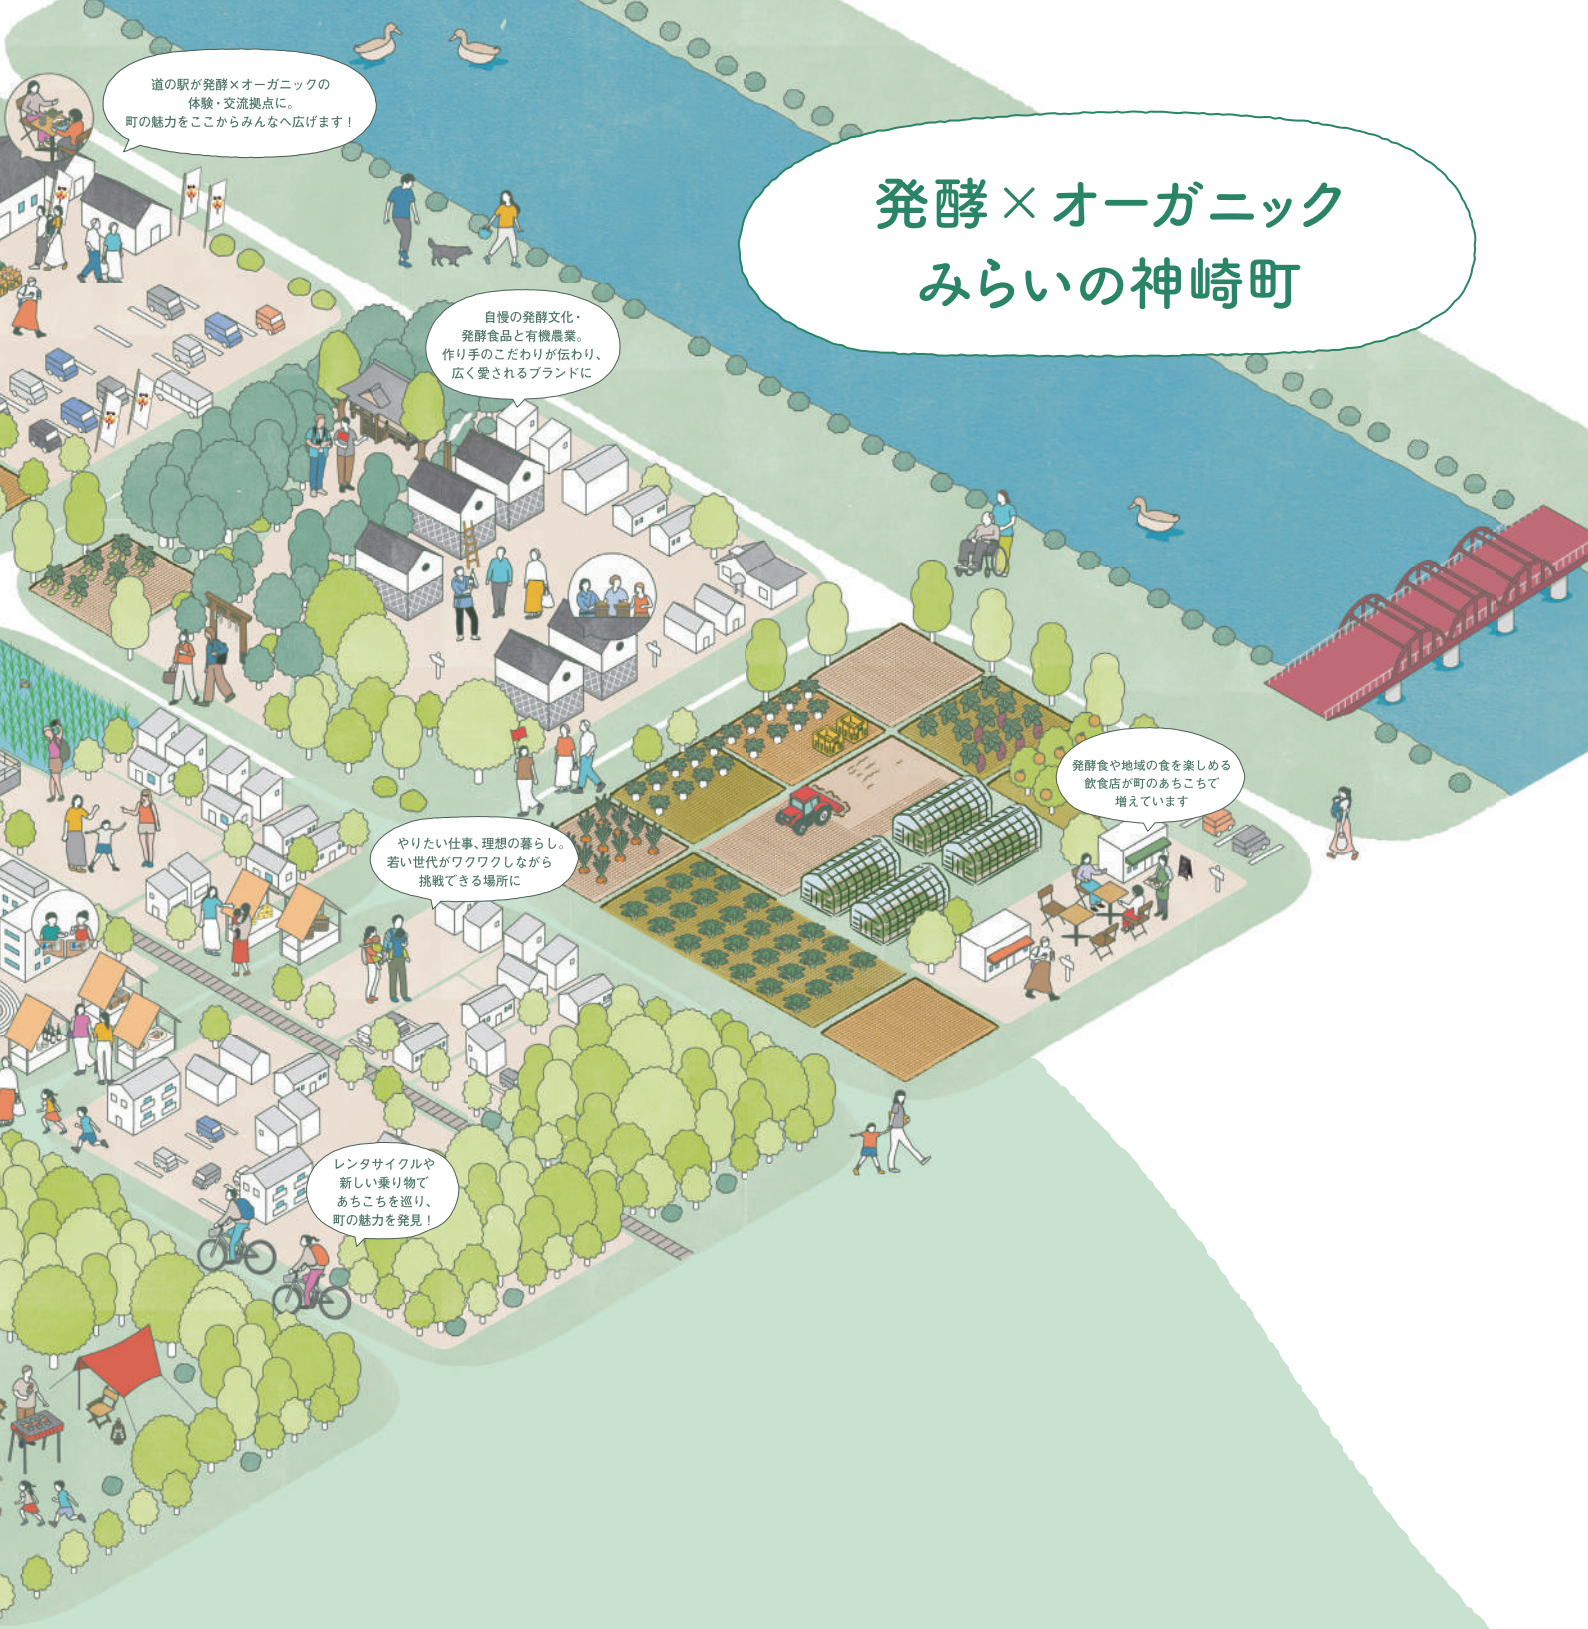 発酵×オーガニック
みらいの神崎町
道の駅が発酵×オーガニックの
体験・交流拠点に。
町の魅力をここからみんなへ広げます！
自慢の発酵文化・
発酵食品と有機農業。
作り手のこだわりが伝わり、
広く愛されるブランドに
発酵食や地域の食を楽しめる
飲食店が町のあちこちで
増えています
やりたい仕事、理想の暮らし。
若い世代がワクワクしながら
挑戦できる場所に
レンタサイクルや
新しい乗り物で
あちこちを巡り、
町の魅力を発見！